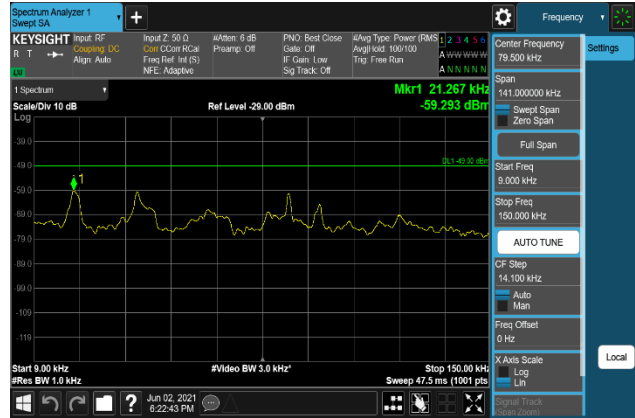 Spectrum Analyzer 1
Swept SA
+
Frequency
KEYSIGHT
R T
Input: RF
Coupling: DC
Align: Auto
Input Z: 50 Ω
Corr CCorr RCal
Freq Ref: Int (S)
NFE: Adaptive
#Atten: 6 dB
Preamp: Off
PNO: Best Close
Gate: Off
IF Gain: Low
Sig Track: Off
#Avg Type: Power (RMS
Avg|Hold: 100/100
Trig: Free Run
1 2 3 4 5 6
A W W W W W
A N N N N N
1 Spectrum
Scale/Div 10 dB
Log
Ref Level -29.00 dBm
Mkr1 21.267 kHz
-59.293 dBm
-39.0
-49.0
-59.0
-69.0
-79.0
-89.0
-99.0
-109
-119
DL1 -49.00 dBm
1
Start 9.00 kHz
#Res BW 1.0 kHz
#Video BW 3.0 kHz*
Stop 150.00 kHz
Sweep 47.5 ms (1001 pts
Jun 02, 2021
6:22:43 PM
Center Frequency
79.500 kHz
Span
141.000000 kHz
Swept Span
Zero Span
Full Span
Start Freq
9.000 kHz
Stop Freq
150.000 kHz
AUTO TUNE
CF Step
14.100 kHz
Auto
Man
Freq Offset
0 Hz
X Axis Scale
Log
Lin
Signal Track
(Span Zoom)
Settings
Local